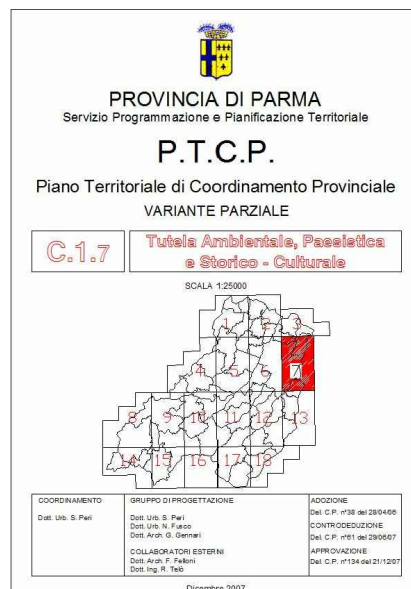 PROVINCIA DI PARMA
Servizio Programmazione e Pianificazione Territoriale
P.T.C.P.
Piano Territoriale di Coordinamento Provinciale
VARIANTE PARZIALE
C.1.7
Tutela Ambientale, Paesistica
e Storico - Culturale
SCALA 1:25000
1 2 3
4 5 6 7
8 9 10 11 12 13
14 15 16 17 18
COORDINAMENTO
Dott. Urb. S. Peri
GRUPPO DI PROGETTAZIONE
Dott. Urb. S. Peri
Dott. Urb. N. Fusco
Dott. Arch. G. Gennari
COLLABORATORI ESTERNI
Dott. Arch. F. Felloni
Dott. Ing. R. Telò
ADOZIONE
Del. C.P. n°38 del 28/04/06
CONTRODEDUZIONE
Del. C.P. n°61 del 29/06/07
APPROVAZIONE
Del. C.P. n°134 del 21/12/07
Dicembre 2007